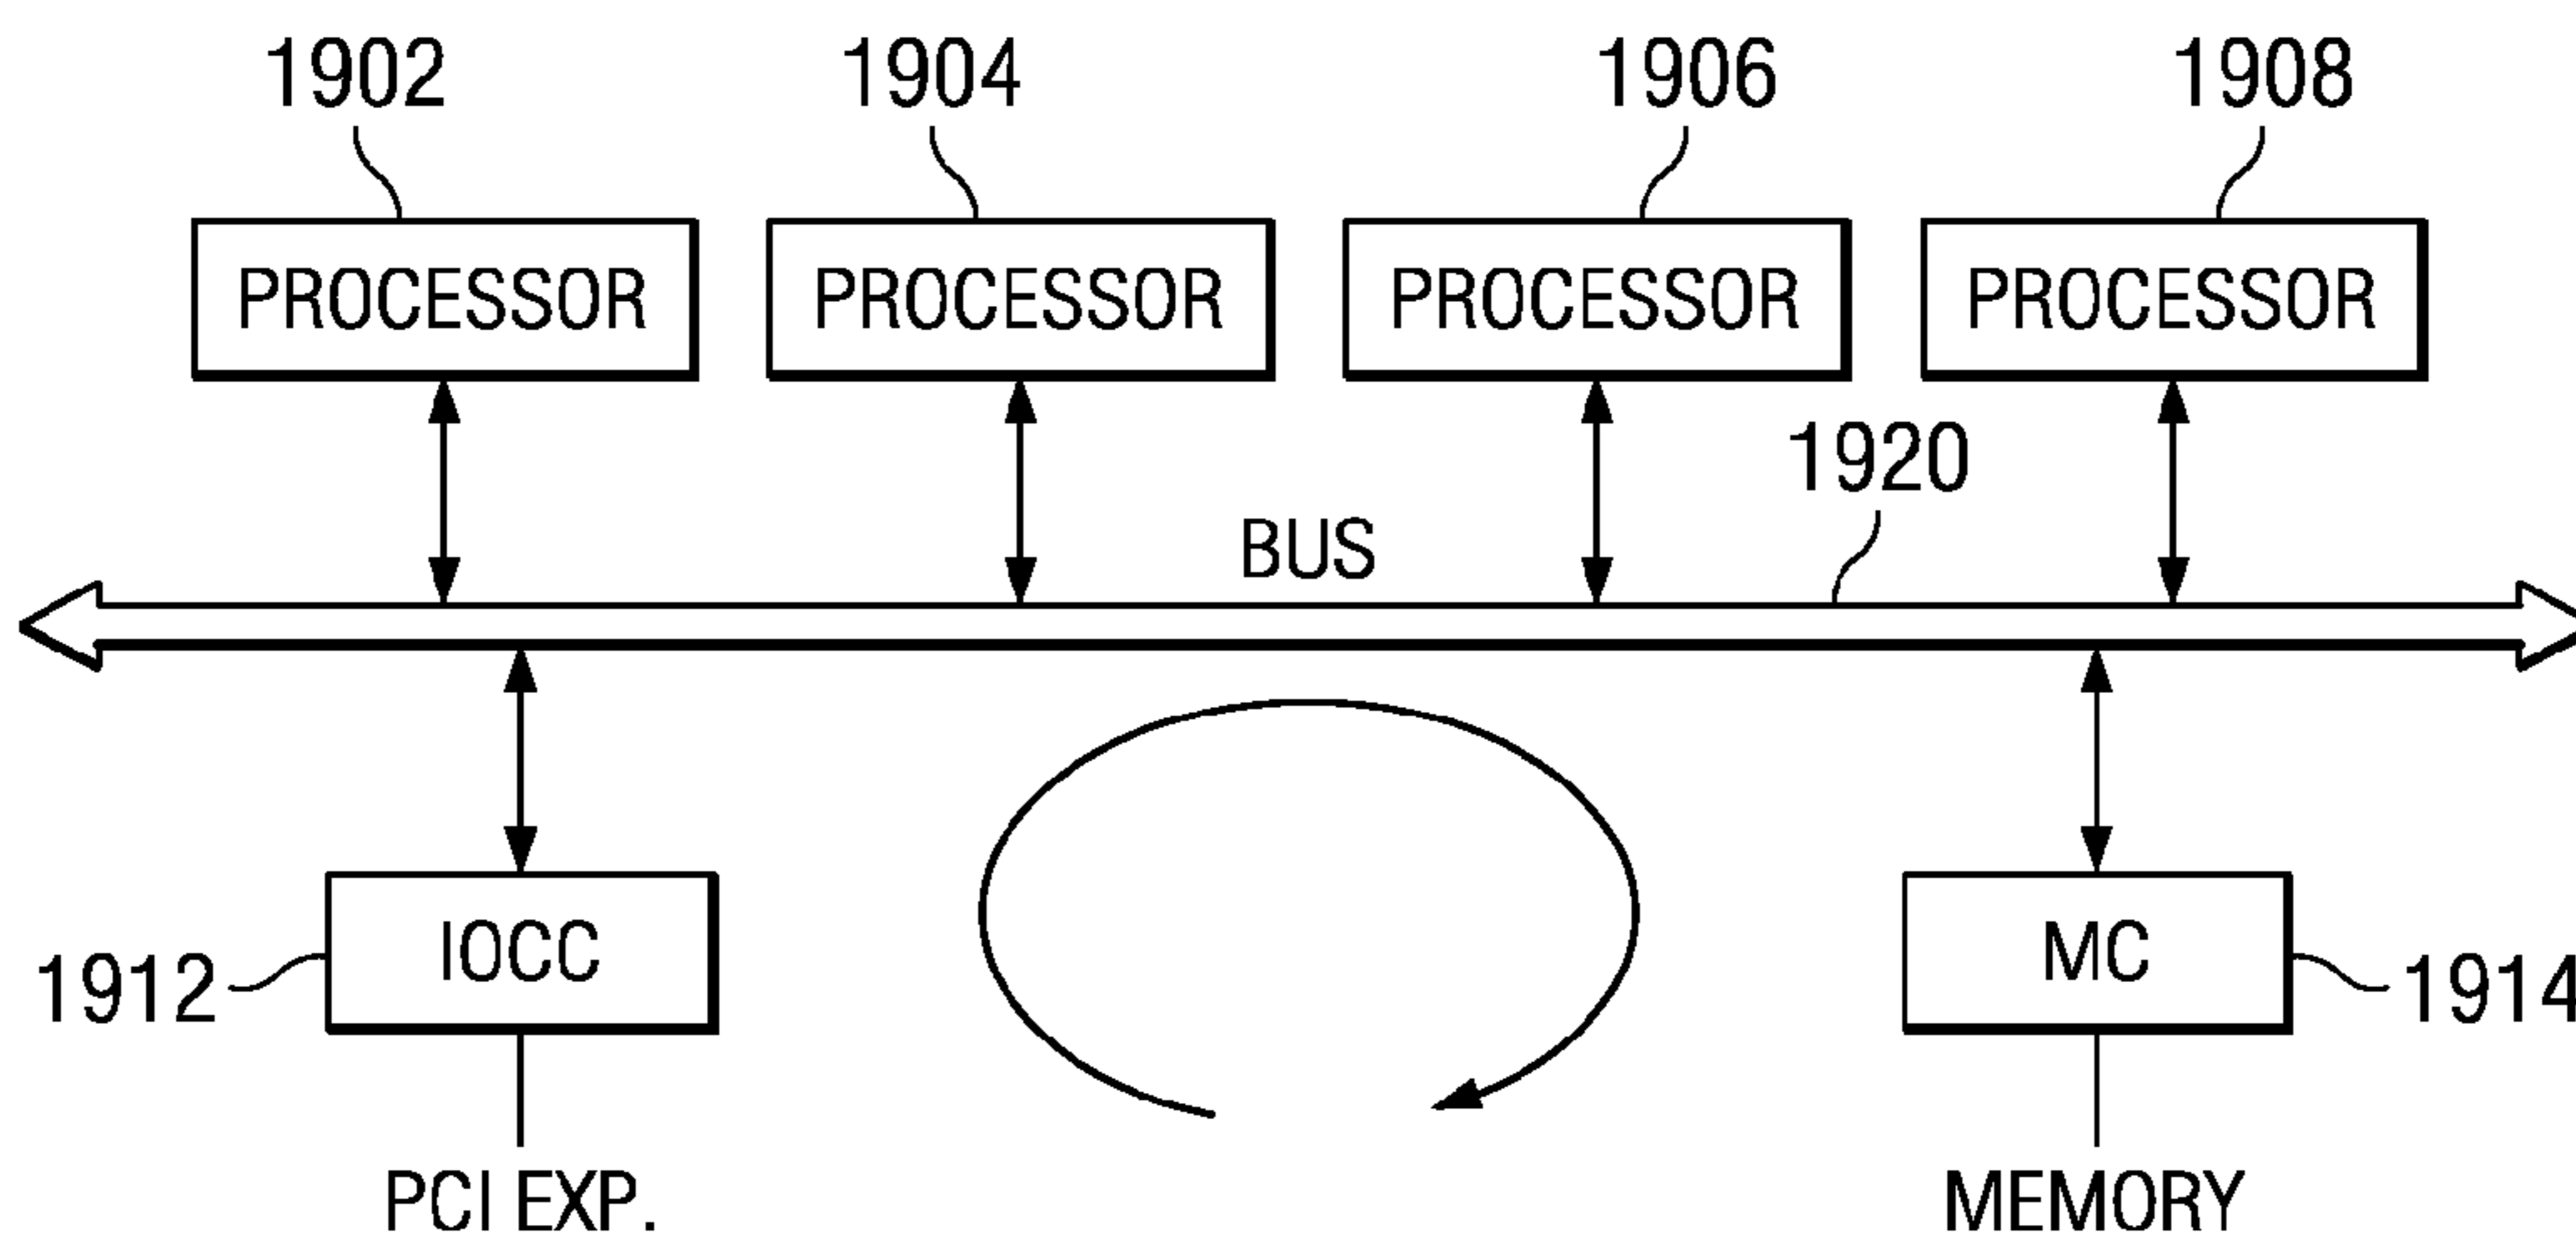 1902 1904 1906 1908
PROCESSOR PROCESSOR PROCESSOR PROCESSOR
1920
BUS
IOCC MC
1912 1914
PCI EXP. MEMORY